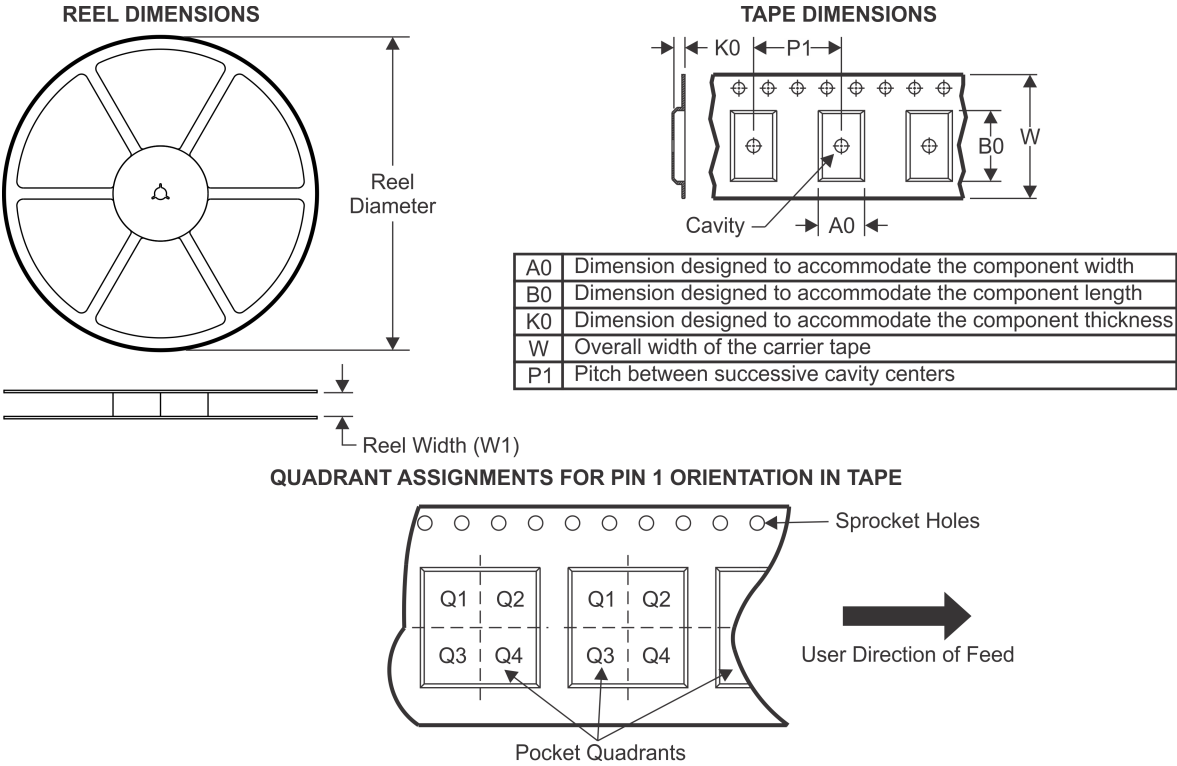 REEL DIMENSIONS
TAPE DIMENSIONS
K0
P1
Reel
Diameter
B0
W
Cavity
A0
A0 Dimension designed to accommodate the component width
B0 Dimension designed to accommodate the component length
K0 Dimension designed to accommodate the component thickness
W Overall width of the carrier tape
P1 Pitch between successive cavity centers
Reel Width (W1)
QUADRANT ASSIGNMENTS FOR PIN 1 ORIENTATION IN TAPE
Sprocket Holes
Q1 Q2 Q1 Q2
Q3 Q4 Q3 Q4
User Direction of Feed
Pocket Quadrants